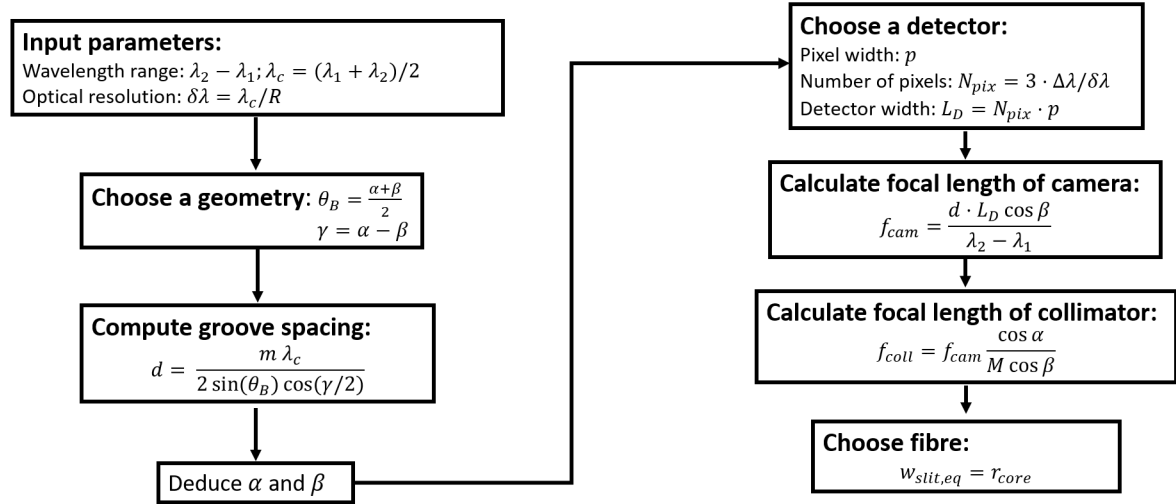 Input parameters:
Wavelength range: λ₂ − λ₁; λ_c = (λ₁ + λ₂)/2
Optical resolution: δλ = λ_c/R
Choose a geometry: θ_B = (α+β)/2
γ = α − β
Compute groove spacing:
d = m λ_c / (2 sin(θ_B) cos(γ/2))
Deduce α and β
Choose a detector:
Pixel width: p
Number of pixels: N_pix = 3 · Δλ/δλ
Detector width: L_D = N_pix · p
Calculate focal length of camera:
f_cam = (d · L_D cos β) / (λ₂ − λ₁)
Calculate focal length of collimator:
f_coll = f_cam (cos α) / (M cos β)
Choose fibre:
w_slit,eq = r_core